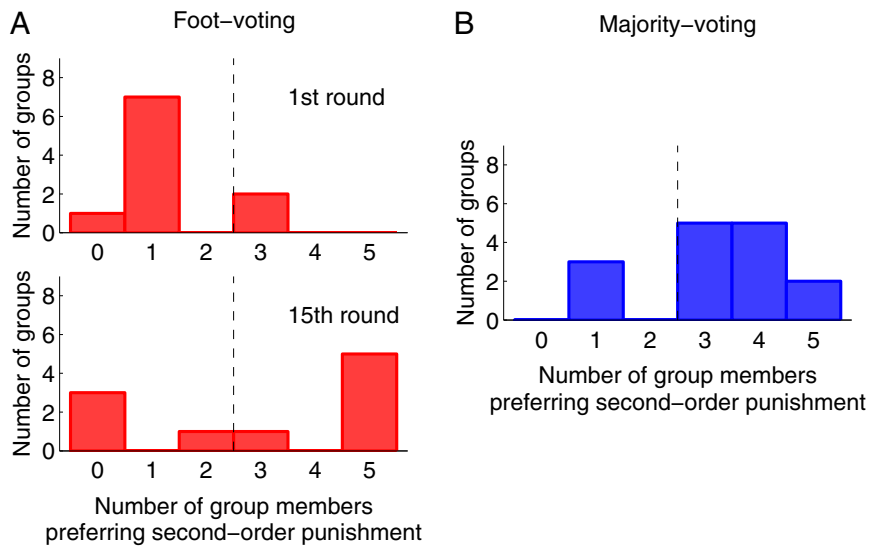 A
Foot−voting
Number of groups
8
6
4
2
0
1st round
0 1 2 3 4 5
Number of groups
8
6
4
2
0
15th round
0 1 2 3 4 5
Number of group members
preferring second−order punishment
B
Majority−voting
Number of groups
8
6
4
2
0
0 1 2 3 4 5
Number of group members
preferring second−order punishment